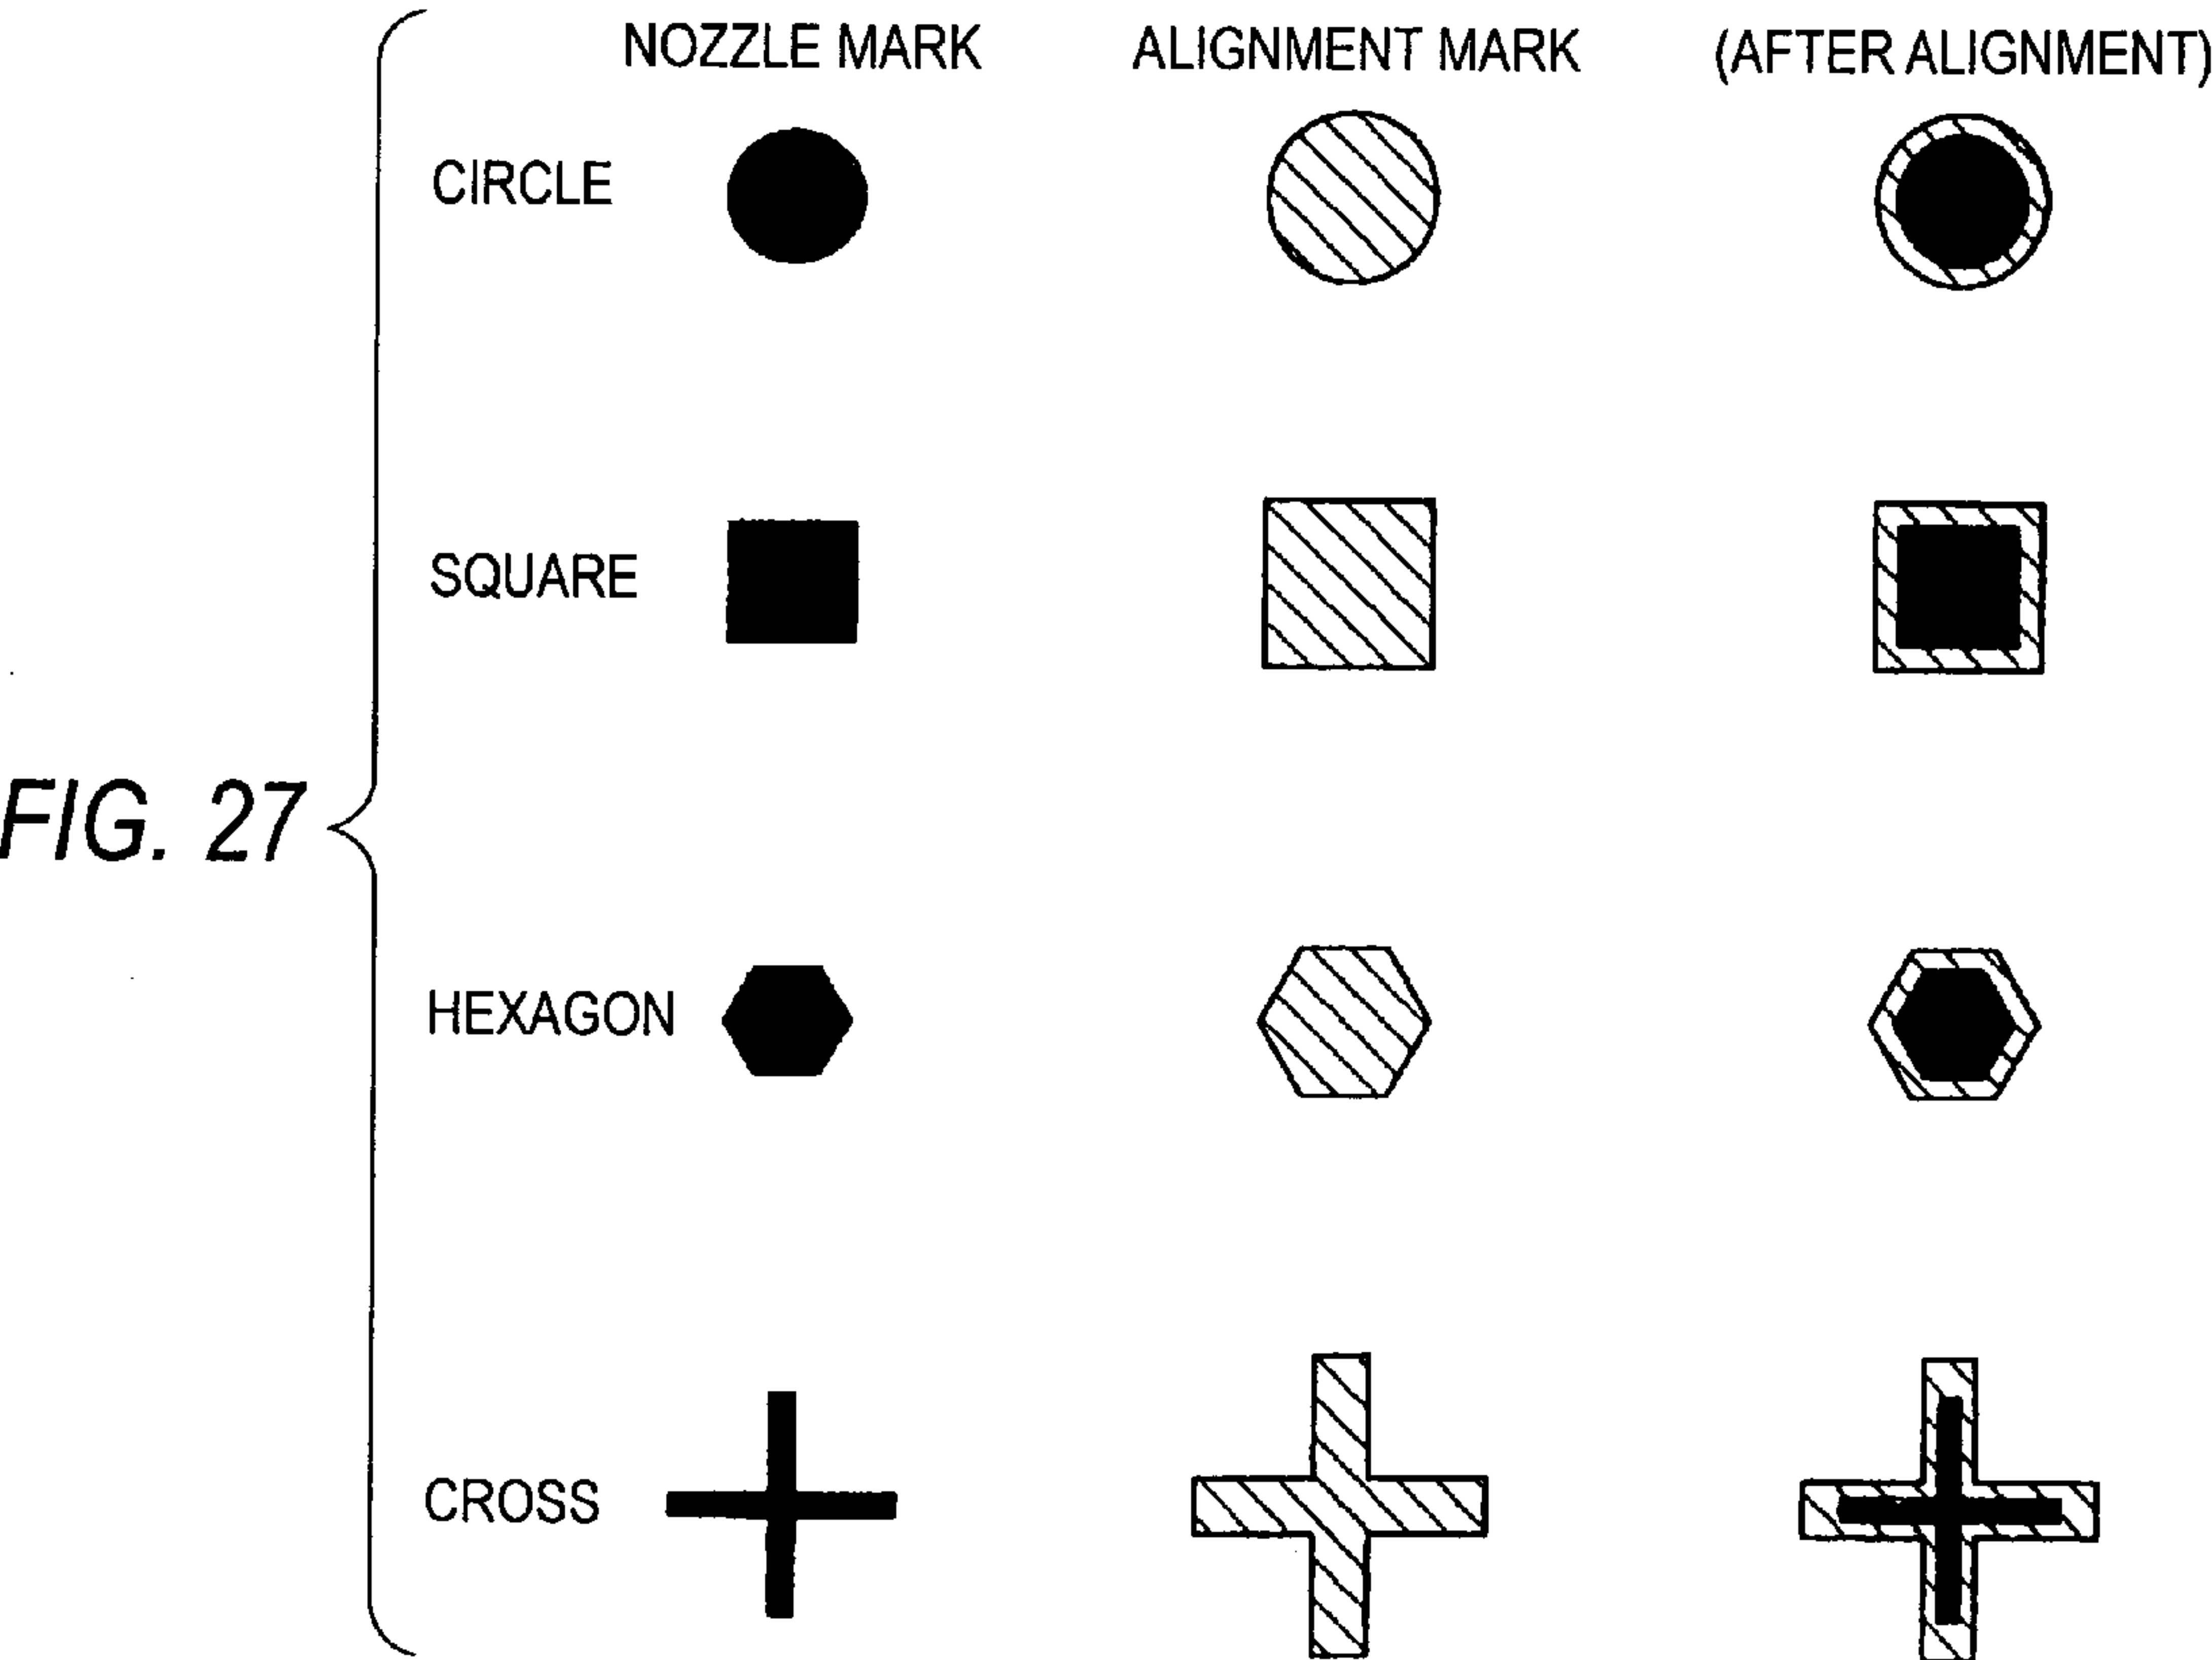 NOZZLE MARK
ALIGNMENT MARK
(AFTER ALIGNMENT)
CIRCLE
SQUARE
FIG. 27
HEXAGON
CROSS